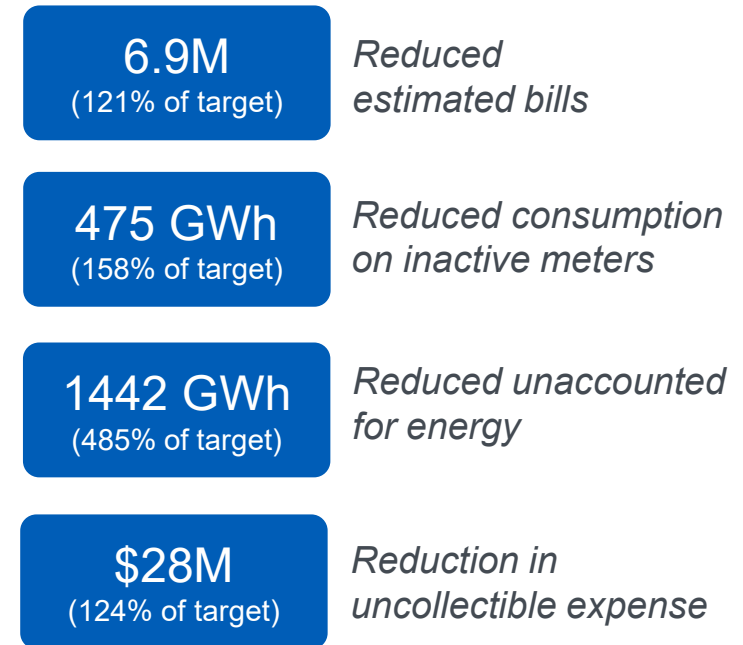 6.9M
(121% of target)
Reduced
estimated bills
475 GWh
(158% of target)
Reduced consumption
on inactive meters
1442 GWh
(485% of target)
Reduced unaccounted
for energy
$28M
(124% of target)
Reduction in
uncollectible expense